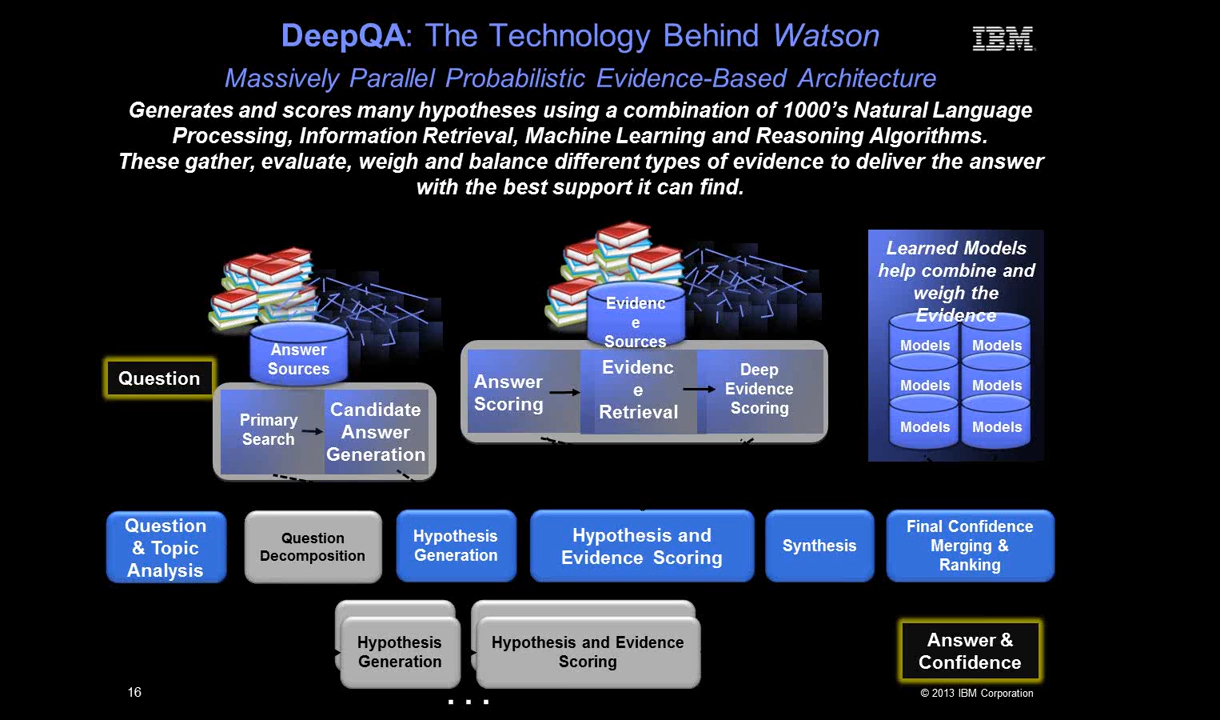 DeepQA: The Technology Behind Watson
IBM
Massively Parallel Probabilistic Evidence-Based Architecture
Generates and scores many hypotheses using a combination of 1000's Natural Language
Processing, Information Retrieval, Machine Learning and Reasoning Algorithms.
These gather, evaluate, weigh and balance different types of evidence to deliver the answer
with the best support it can find.
Question
Answer
Sources
Primary
Search
Candidate
Answer
Generation
Evidenc
e
Sources
Answer
Scoring
Evidenc
e
Retrieval
Deep
Evidence
Scoring
Learned Models
help combine and
weigh the
Evidence
Models
Models
Models
Models
Models
Models
Question
& Topic
Analysis
Question
Decomposition
Hypothesis
Generation
Hypothesis and
Evidence Scoring
Synthesis
Final Confidence
Merging &
Ranking
Hypothesis
Generation
Hypothesis and Evidence
Scoring
. . .
Answer &
Confidence
16
© 2013 IBM Corporation